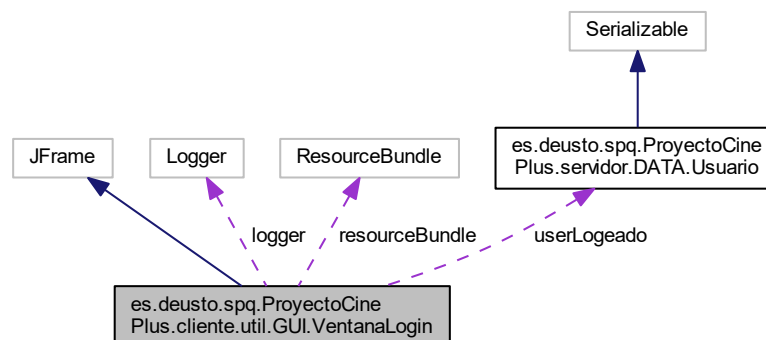 Serializable
JFrame
Logger
ResourceBundle
es.deusto.spq.ProyectoCine
Plus.servidor.DATA.Usuario
logger
resourceBundle
userLogeado
es.deusto.spq.ProyectoCine
Plus.cliente.util.GUI.VentanaLogin